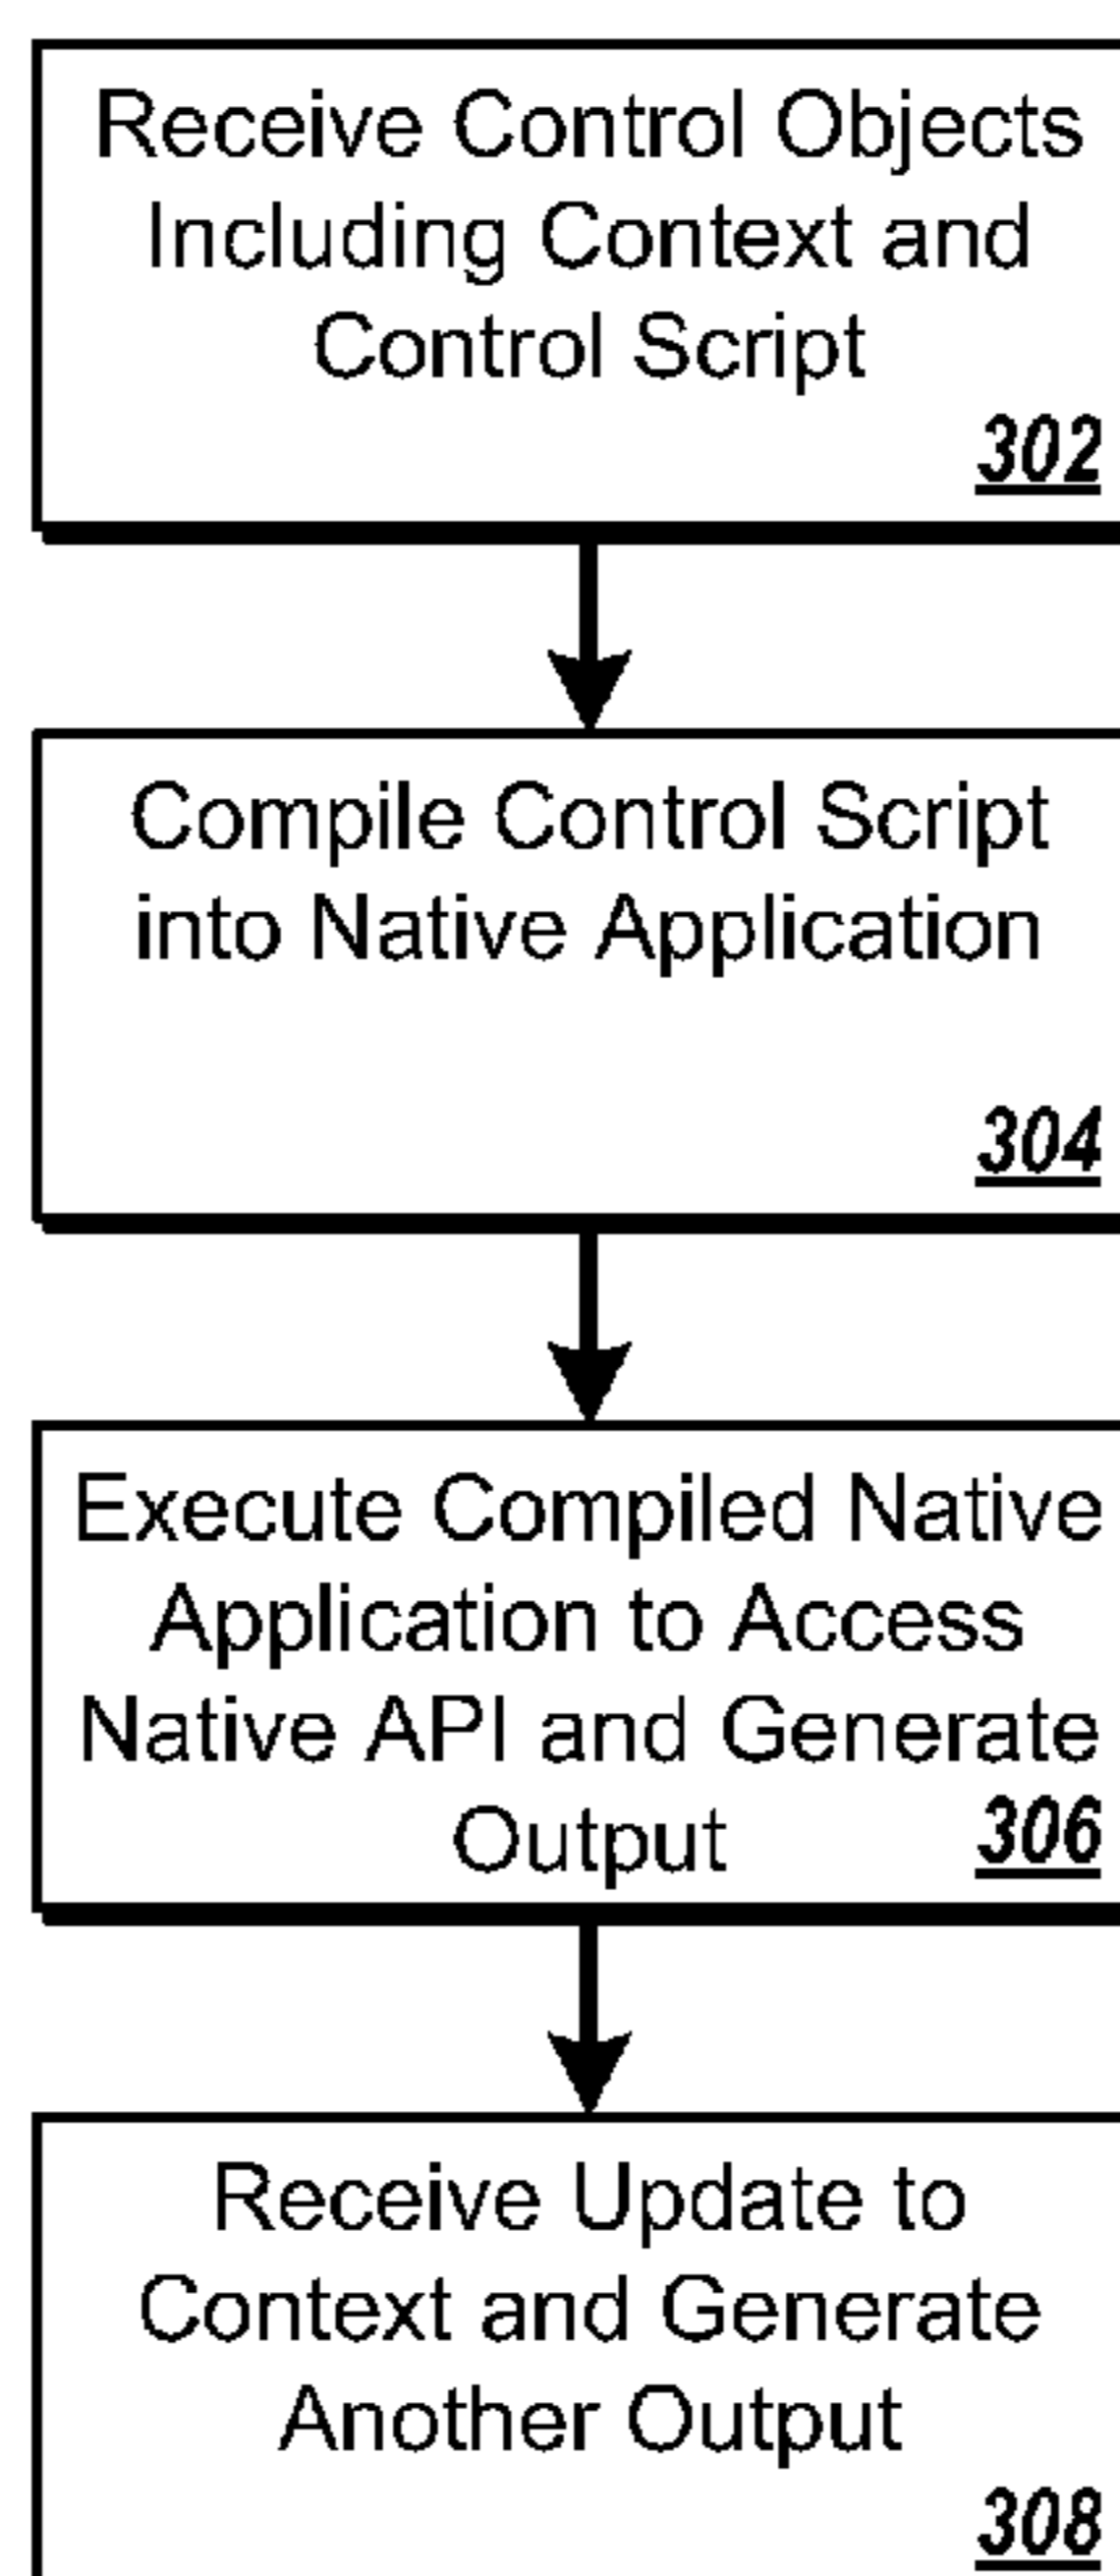 Receive Control Objects
Including Context and
Control Script
302
Compile Control Script
into Native Application
304
Execute Compiled Native
Application to Access
Native API and Generate
Output 306
Receive Update to
Context and Generate
Another Output
308